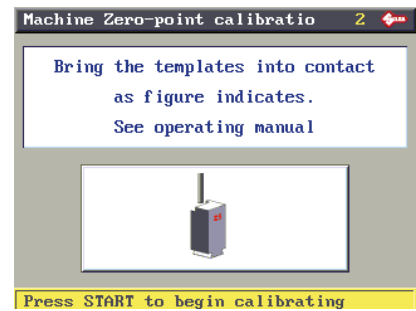 Machine Zero-point calibratio 2
Bring the templates into contact
as figure indicates.
See operating manual
Press START to begin calibrating